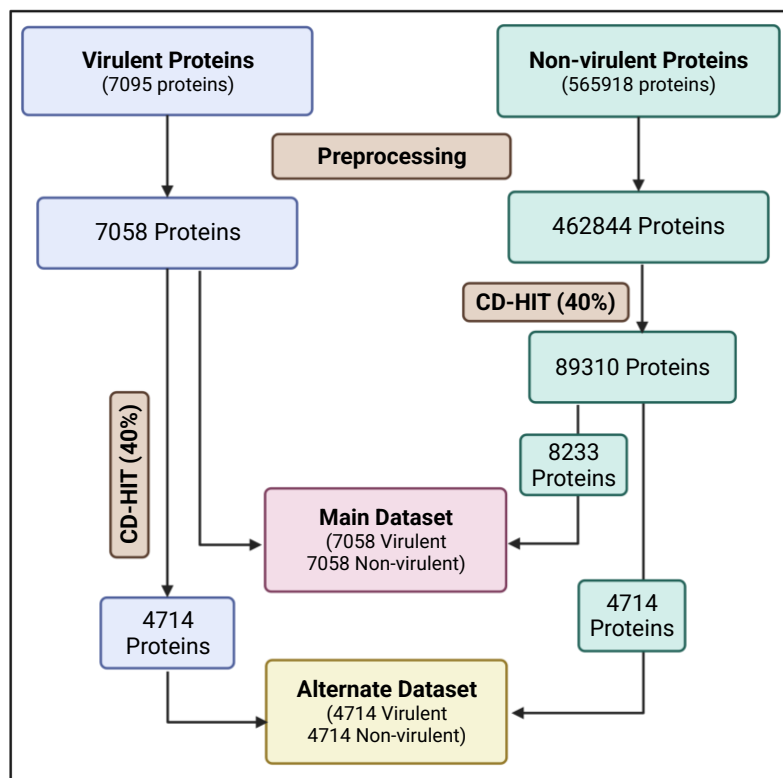 Virulent Proteins
(7095 proteins)
Non-virulent Proteins
(565918 proteins)
Preprocessing
7058 Proteins
462844 Proteins
CD-HIT (40%)
89310 Proteins
CD-HIT (40%)
8233
Proteins
Main Dataset
(7058 Virulent
7058 Non-virulent)
4714
Proteins
4714
Proteins
Alternate Dataset
(4714 Virulent
4714 Non-virulent)